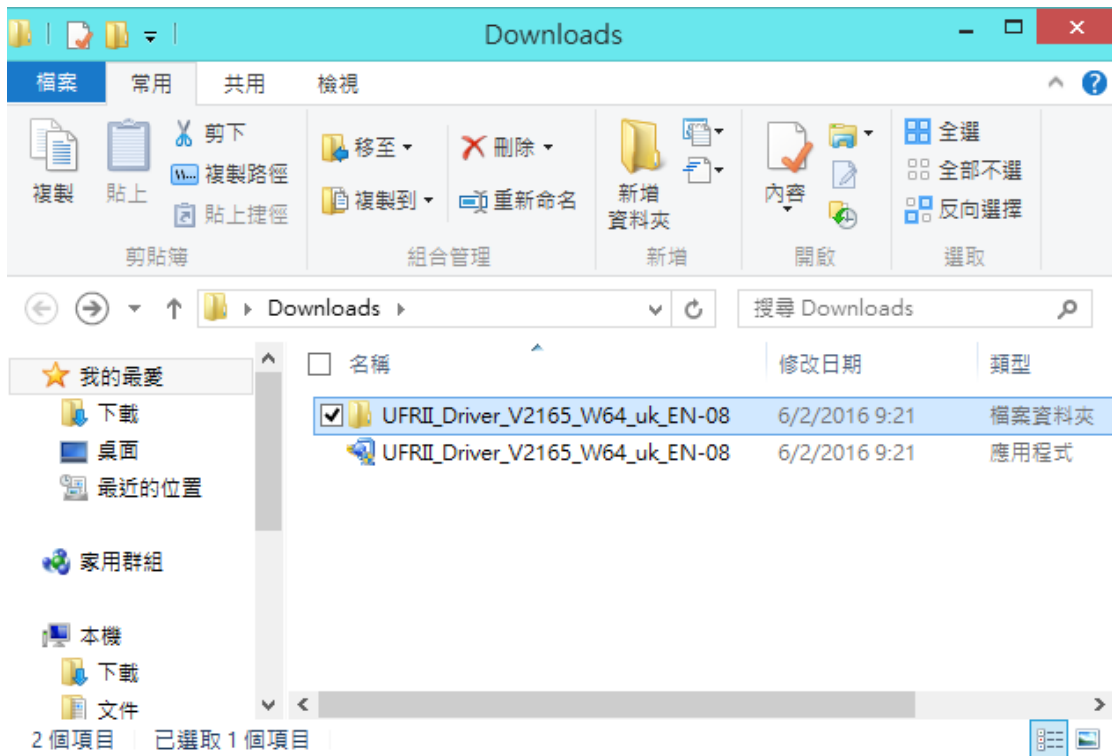 Downloads
檔案 常用 共用 檢視
複製
貼上
剪下
複製路徑
貼上捷徑
剪貼簿
移至
刪除
複製到
重新命名
組合管理
新增
資料夾
新增
內容
開啟
全選
全部不選
反向選擇
選取
Downloads
搜尋 Downloads
我的最愛
下載
桌面
最近的位置
家用群組
本機
下載
文件
名稱 修改日期 類型
UFRII_Driver_V2165_W64_uk_EN-08 6/2/2016 9:21 檔案資料夾
UFRII_Driver_V2165_W64_uk_EN-08 6/2/2016 9:21 應用程式
2 個項目 已選取 1 個項目